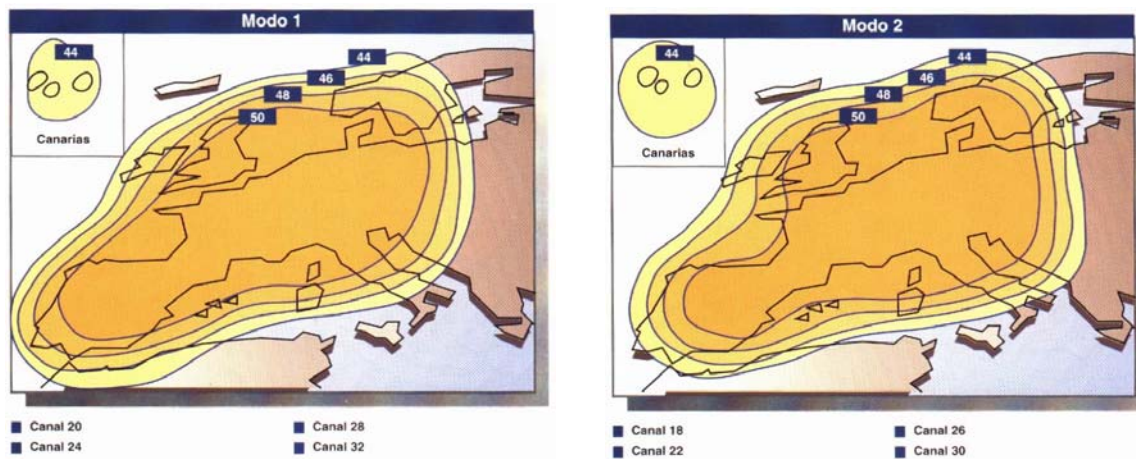 Modo 1
44
Canarias
44
46
48
50
Canal 20
Canal 24
Canal 28
Canal 32
Modo 2
44
Canarias
44
46
48
50
Canal 18
Canal 22
Canal 26
Canal 30